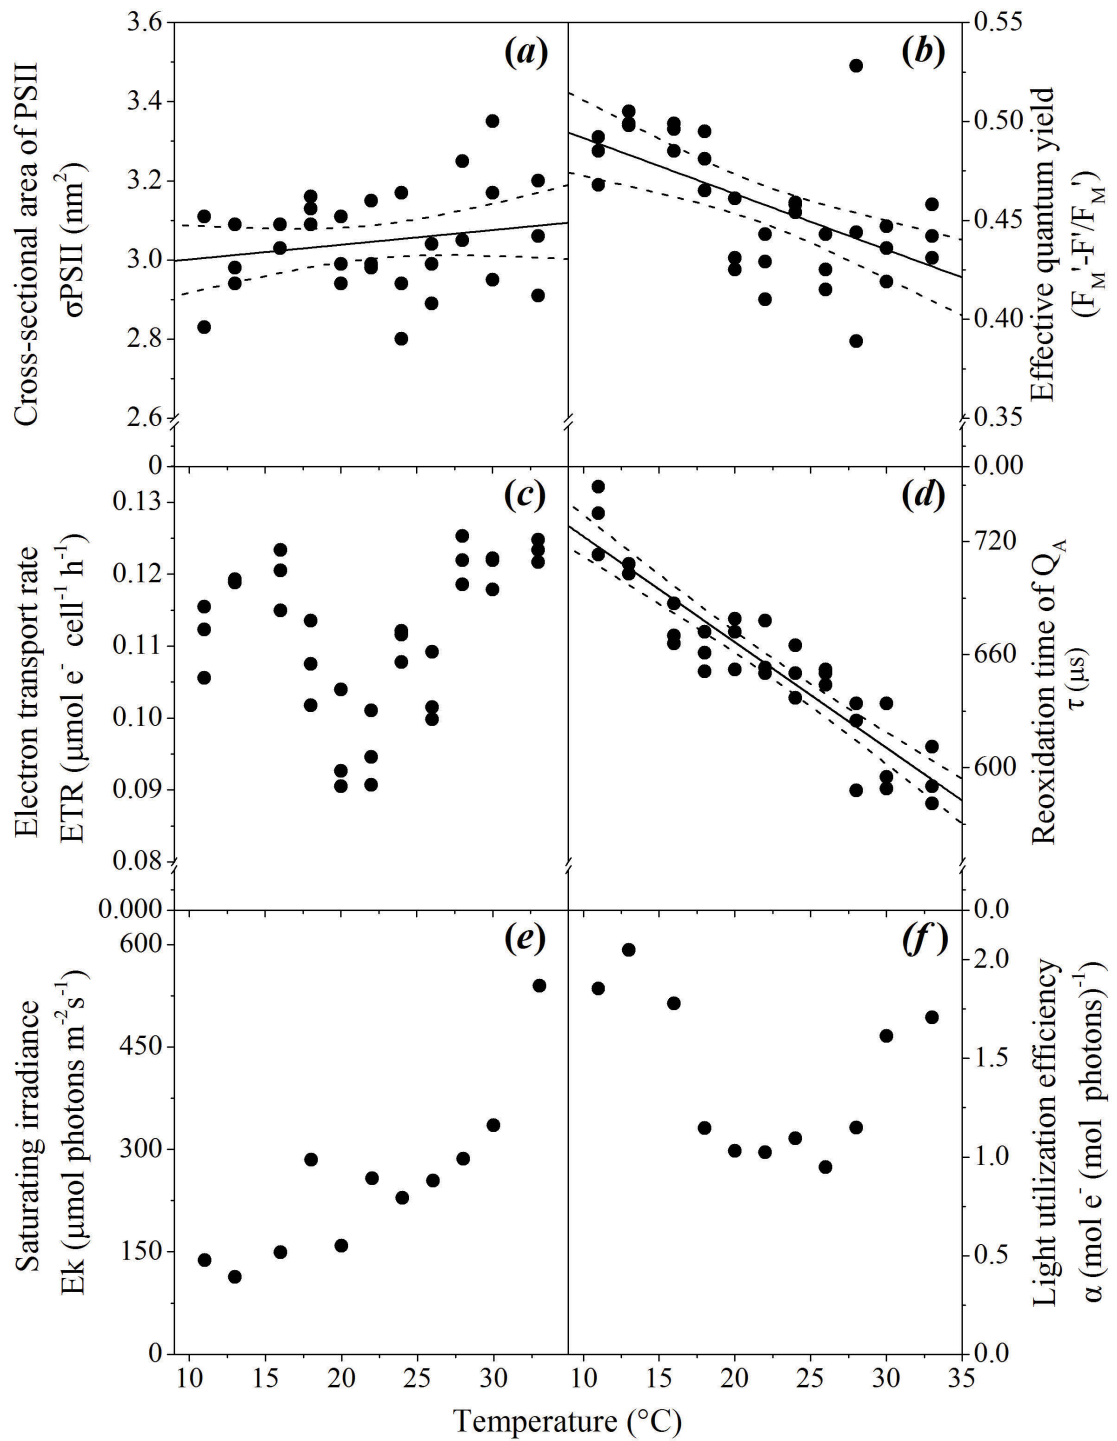 (a)
Cross-sectional area of PSII
σPSII (nm²)
3.6
3.4
3.2
3.0
2.8
2.6
0
(b)
0.55
0.50
0.45
0.40
0.35
0.00
Effective quantum yield
(F_M'-F'/F_M')
(c)
Electron transport rate
ETR (µmol e⁻ cell⁻¹ h⁻¹)
0.13
0.12
0.11
0.10
0.09
0.08
0.000
(d)
720
660
600
0.0
Reoxidation time of Q_A
τ (µs)
(e)
Saturating irradiance
Ek (µmol photons m⁻²s⁻¹)
600
450
300
150
0
(f)
2.0
1.5
1.0
0.5
0.0
Light utilization efficiency
α (mol e⁻ (mol photons)⁻¹
10 15 20 25 30 10 15 20 25 30 35
Temperature (°C)